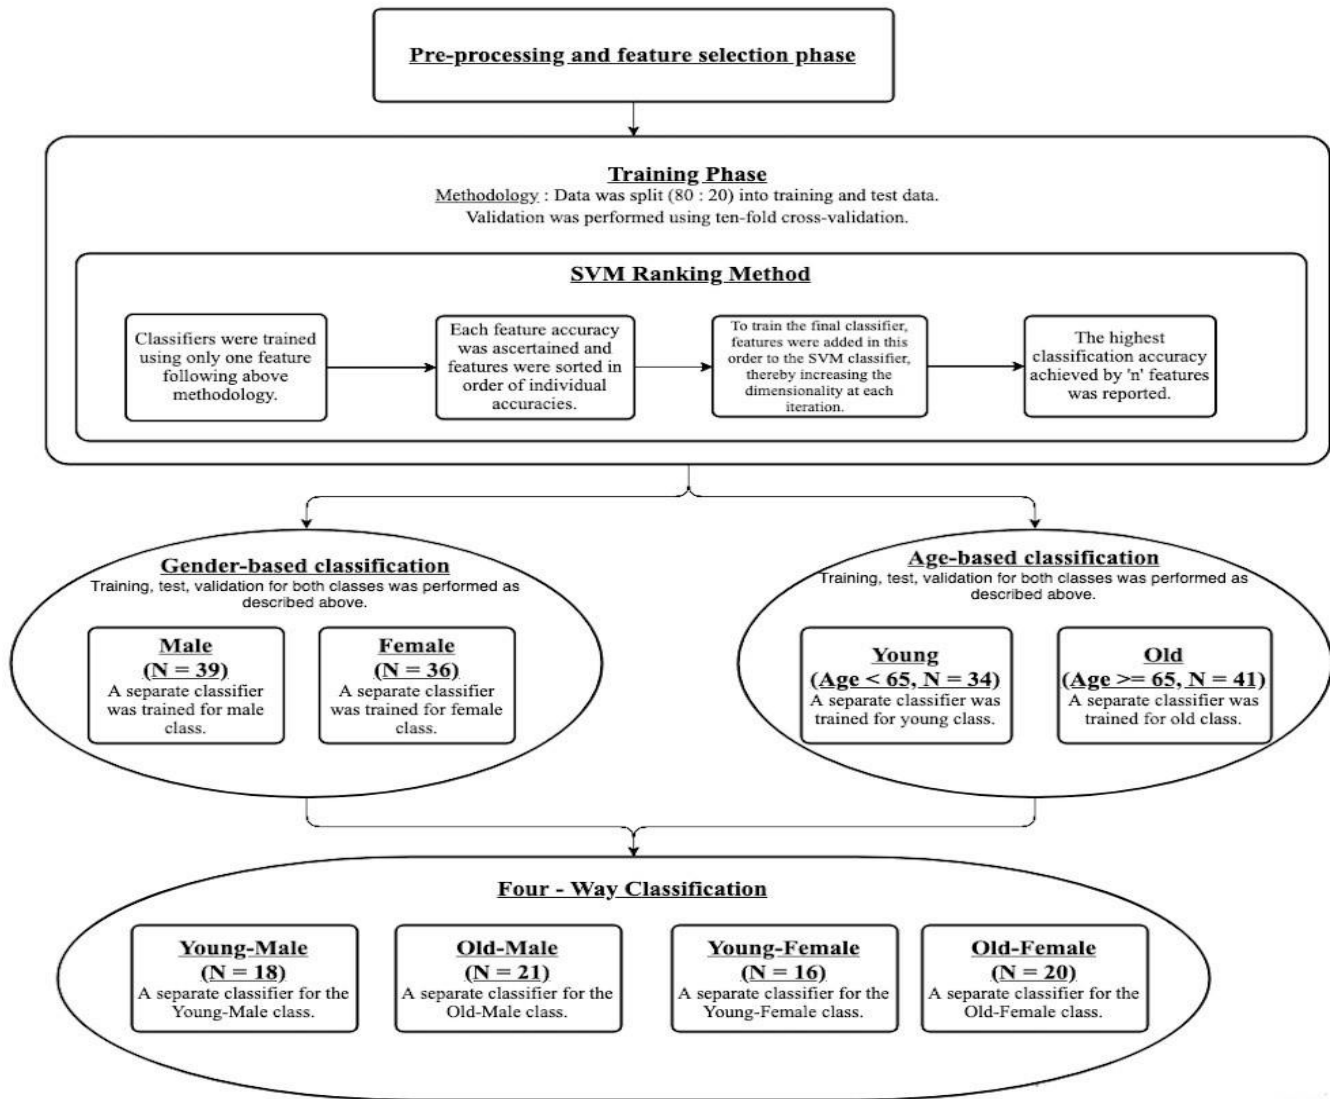 Pre-processing and feature selection phase
Training Phase
Methodology : Data was split (80 : 20) into training and test data.
Validation was performed using ten-fold cross-validation.
SVM Ranking Method
Classifiers were trained
using only one feature
following above
methodology.
Each feature accuracy
was ascertained and
features were sorted in
order of individual
accuracies.
To train the final classifier,
features were added in this
order to the SVM classifier,
thereby increasing the
dimensionality at each
iteration.
The highest
classification accuracy
achieved by 'n' features
was reported.
Gender-based classification
Training, test, validation for both classes was performed as
described above.
Male
(N = 39)
A separate classifier
was trained for male
class.
Female
(N = 36)
A separate classifier
was trained for female
class.
Age-based classification
Training, test, validation for both classes was performed as
described above.
Young
(Age < 65, N = 34)
A separate classifier was
trained for young class.
Old
(Age >= 65, N = 41)
A separate classifier was
trained for old class.
Four - Way Classification
Young-Male
(N = 18)
A separate classifier for the
Young-Male class.
Old-Male
(N = 21)
A separate classifier for the
Old-Male class.
Young-Female
(N = 16)
A separate classifier for the
Young-Female class.
Old-Female
(N = 20)
A separate classifier for the
Old-Female class.